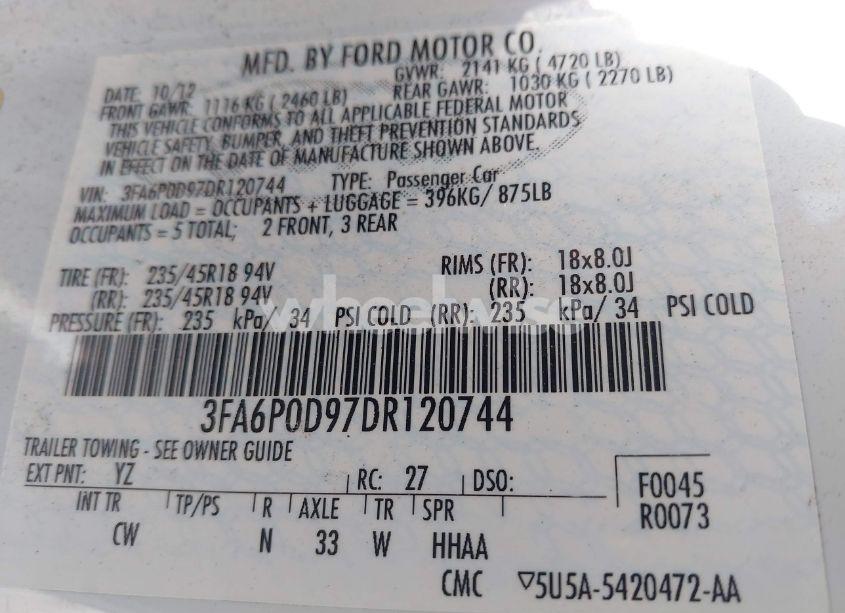 MFD. BY FORD MOTOR CO.
DATE: 10/12 GVWR: 2141 KG ( 4720 LB)
FRONT GAWR: 1116 KG ( 2460 LB) REAR GAWR: 1030 KG ( 2270 LB)
THIS VEHICLE CONFORMS TO ALL APPLICABLE FEDERAL MOTOR
VEHICLE SAFETY, BUMPER, AND THEFT PREVENTION STANDARDS
IN EFFECT ON THE DATE OF MANUFACTURE SHOWN ABOVE.
VIN: 3FA6P0D97DR120744 TYPE: Passenger Car
MAXIMUM LOAD = OCCUPANTS + LUGGAGE = 396KG/ 875LB
OCCUPANTS = 5 TOTAL; 2 FRONT, 3 REAR
TIRE (FR): 235/45R18 94V RIMS (FR): 18x8.0J
(RR): 235/45R18 94V (RR): 18x8.0J
PRESSURE (FR): 235 kPa/ 34 PSI COLD (RR): 235 kPa/ 34 PSI COLD
3FA6P0D97DR120744
TRAILER TOWING - SEE OWNER GUIDE
EXT PNT: YZ RC: 27 DSO: F0045
INT TR TP/PS R AXLE TR SPR R0073
CW N 33 W HHAA
CMC ▽5U5A-5420472-AA